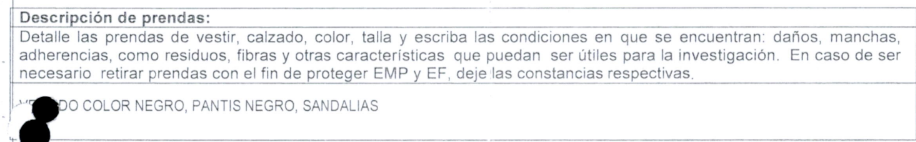 Descripción de prendas:
Detalle las prendas de vestir, calzado, color, talla y escriba las condiciones en que se encuentran: daños, manchas,
adherencias, como residuos, fibras y otras características que puedan ser útiles para la investigación. En caso de ser
necesario retirar prendas con el fin de proteger EMP y EF, deje las constancias respectivas.
COLOR NEGRO, PANTIS NEGRO, SANDALIAS